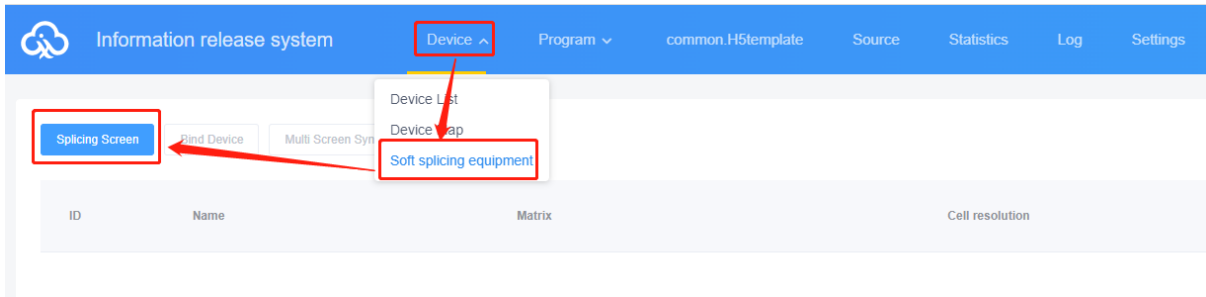 Information release system
Device
Program
common.H5template
Source
Statistics
Log
Settings
Device List
Device Map
Soft splicing equipment
Splicing Screen
Bind Device
Multi Screen Syn
ID
Name
Matrix
Cell resolution